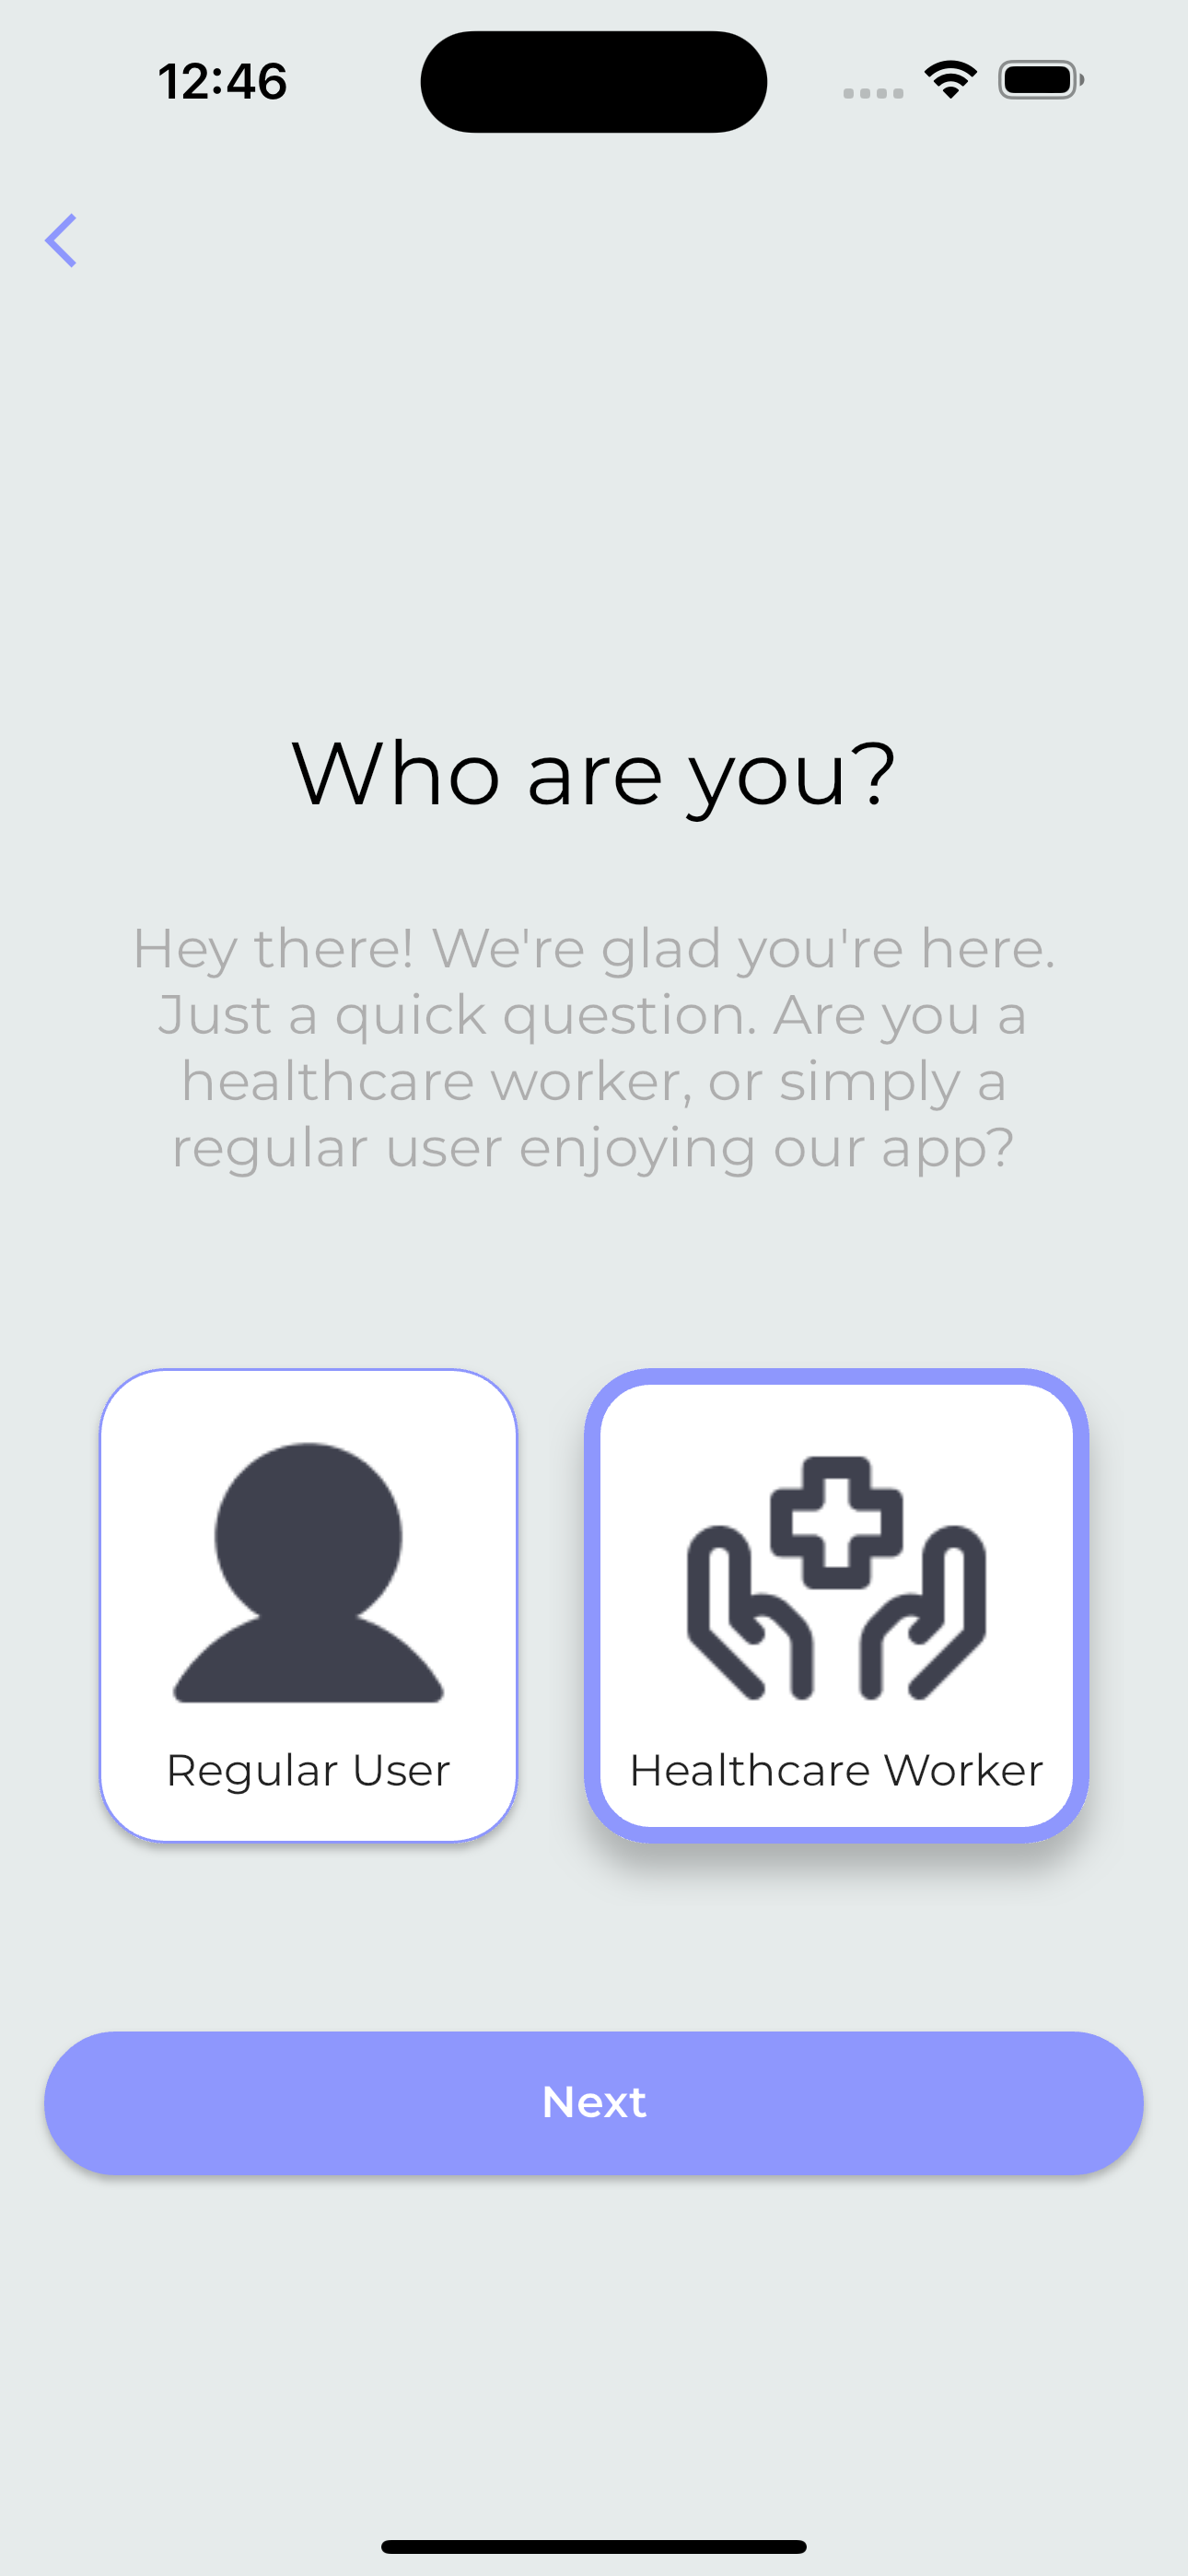 12:46
Who are you?
Hey there! We're glad you're here.
Just a quick question. Are you a
healthcare worker, or simply a
regular user enjoying our app?
Regular User
Healthcare Worker
Next